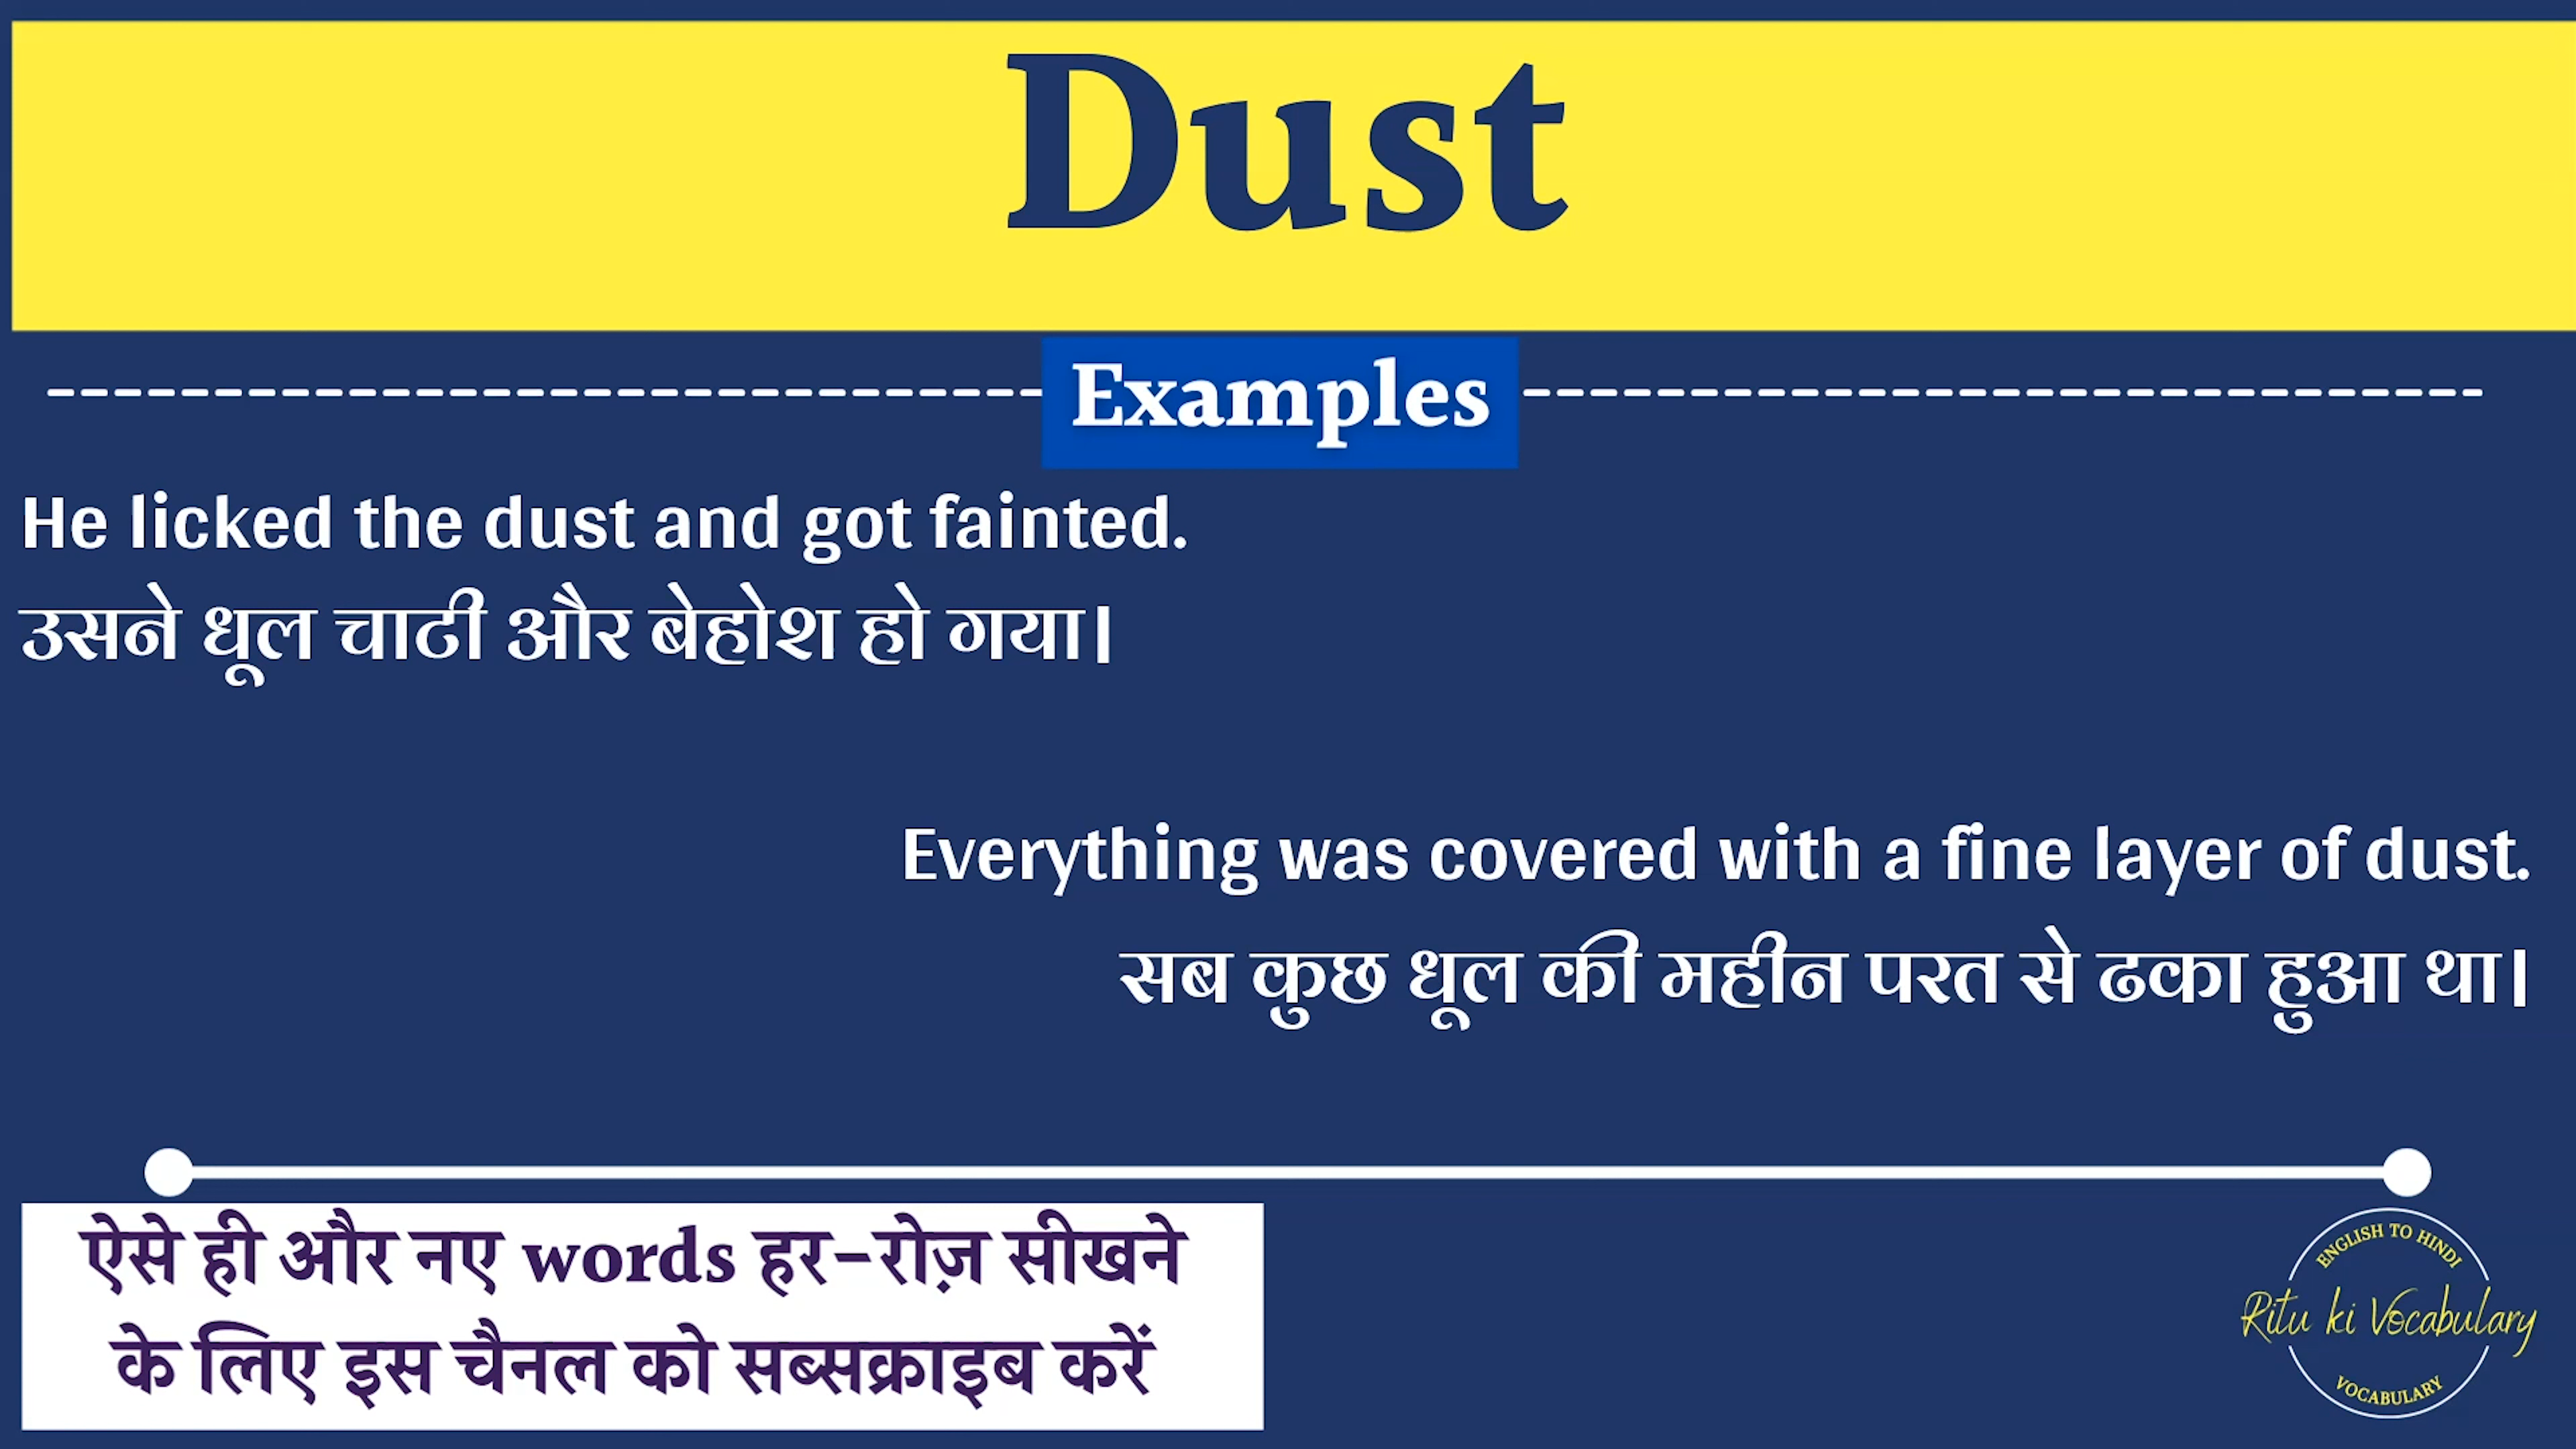 Dust
Examples
He licked the dust and got fainted.
उसने धूल चाटी और बेहोश हो गया।
Everything was covered with a fine layer of dust.
सब कुछ धूल की महीन परत से ढका हुआ था।
ऐसे ही और नए words हर-रोज़ सीखने
के लिए इस चैनल को सब्सक्राइब करें
ENGLISH TO HINDI
Ritu ki Vocabulary
VOCABULARY